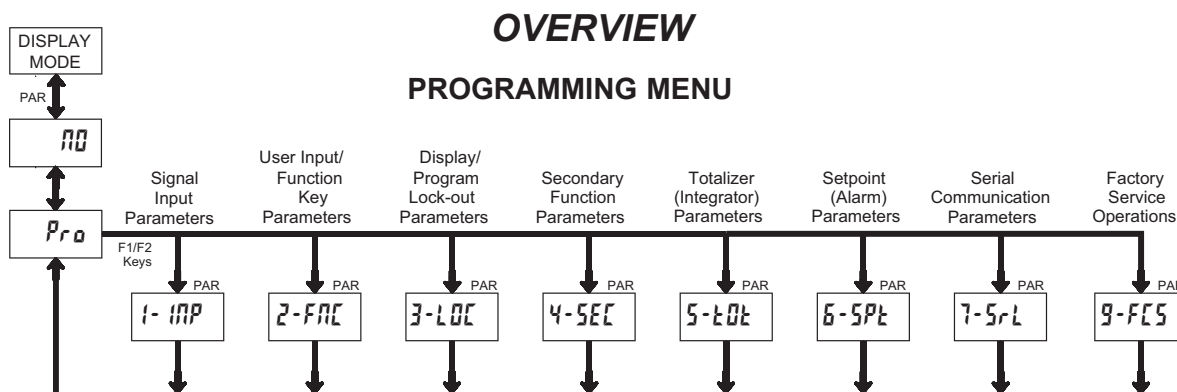 OVERVIEW
PROGRAMMING MENU
DISPLAY
MODE
PAR
NO
Pro
F1/F2
Keys
Signal
Input
Parameters
User Input/
Function
Key
Parameters
Display/
Program
Lock-out
Parameters
Secondary
Function
Parameters
Totalizer
(Integrator)
Parameters
Setpoint
(Alarm)
Parameters
Serial
Communication
Parameters
Factory
Service
Operations
PAR
1-INP
PAR
2-FNC
PAR
3-LOC
PAR
4-SEC
PAR
5-tOt
PAR
6-SPt
PAR
7-SrL
PAR
9-FCS